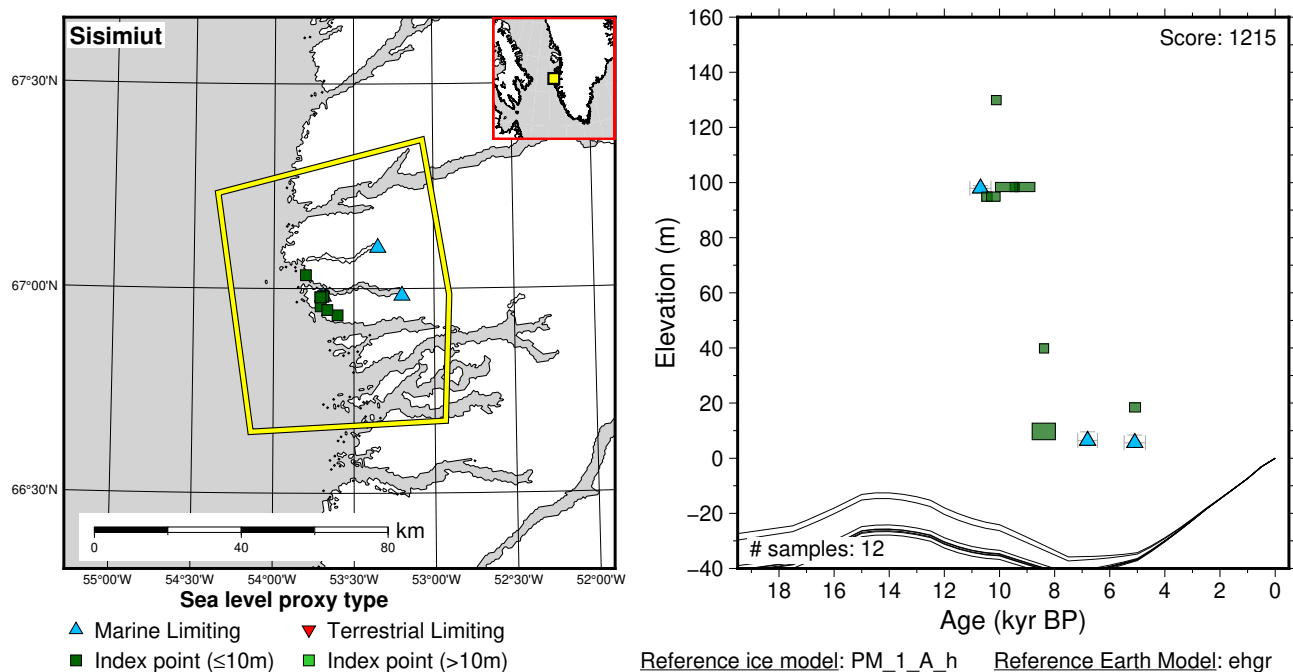 Sisimiut
67°30'N
67°00'N
66°30'N
km
0 40 80
55°00'W 54°30'W 54°00'W 53°30'W 53°00'W 52°30'W 52°00'W
Sea level proxy type
Marine Limiting
Terrestrial Limiting
Index point (≤10m)
Index point (>10m)
Score: 1215
160
140
120
100
80
60
40
20
0
−20
−40
Elevation (m)
# samples: 12
18 16 14 12 10 8 6 4 2 0
Age (kyr BP)
Reference ice model: PM_1_A_h
Reference Earth Model: ehgr